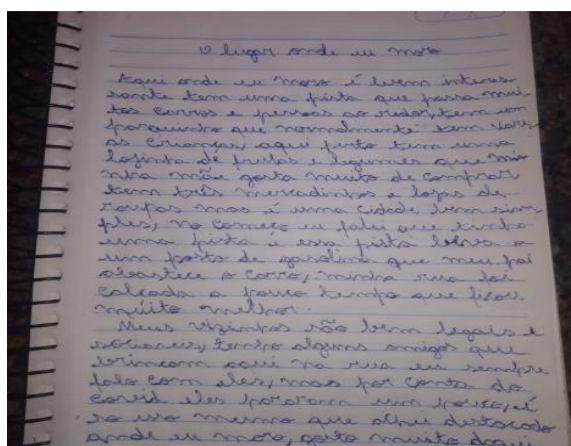 O lugar onde eu moro
Aqui onde eu moro é bem interes-
sante tem uma pista que passa mui-
tos carros e pessoas ao redor, tem um
parquinho que normalmente tem
as crianças, aqui perto tem uma
lojinha de frutas e legumes que mi-
nha mãe gosta muito de comprar,
tem três mercadinhos e lojas de
roupas mas é uma cidade bem sim-
ples, no começo eu falei que tinha
uma pista e essa pista leva a
um posto de gasolina que meu pai
abastece o carro, minha rua foi
calçada a pouco tempo que ficou
muito melhor.
Meus vizinhos são bem legais e
sociaveis, tenho alguns amigos que
brincam aqui na rua eu sempre
falo com eles, mas por conta do
covid eles pararam um pouco, é
so isso mesmo que destacado
onde eu moro, gosto muito daqui